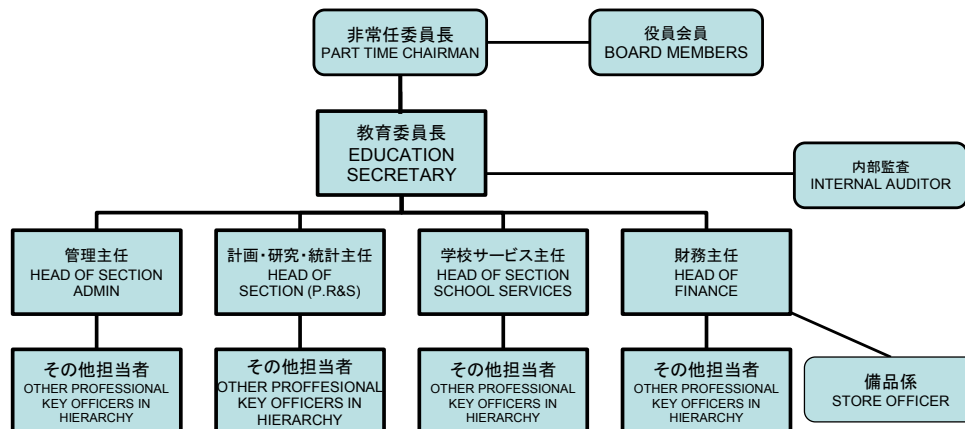 非常任委員長
PART TIME CHAIRMAN
役員会員
BOARD MEMBERS
教育委員長
EDUCATION
SECRETARY
内部監査
INTERNAL AUDITOR
管理主任
HEAD OF SECTION
ADMIN
計画・研究・統計主任
HEAD OF
SECTION (P.R&S)
学校サービス主任
HEAD OF SECTION
SCHOOL SERVICES
財務主任
HEAD OF
FINANCE
その他担当者
OTHER PROFESSIONAL
KEY OFFICERS IN
HIERARCHY
その他担当者
OTHER PROFFESIONAL
KEY OFFICERS IN
HIERARCHY
その他担当者
OTHER PROFESSIONAL
KEY OFFICERS IN
HIERARCHY
その他担当者
OTHER PROFESSIONAL
KEY OFFICERS IN
HIERARCHY
備品係
STORE OFFICER